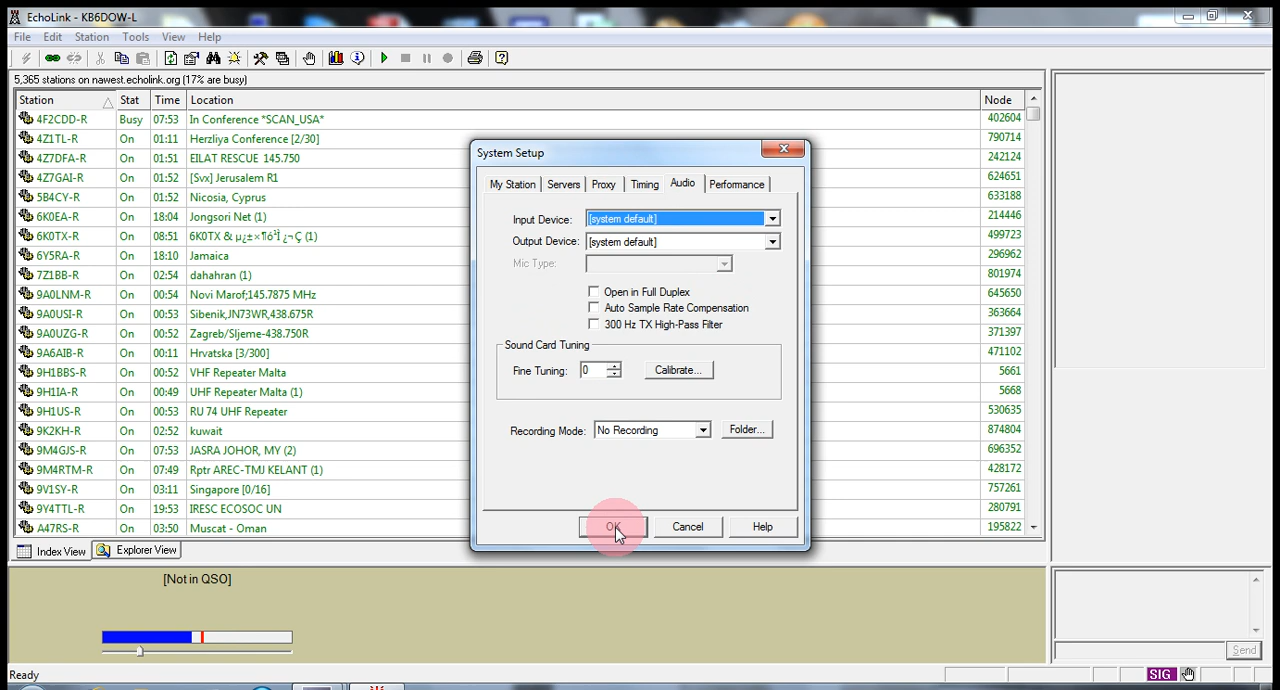 EchoLink - KB6DOW-L
File Edit Station Tools View Help
5,365 stations on nawest.echolink.org (17% are busy)
Station Stat Time Location Node
4F2CDD-R Busy 07:53 In Conference *SCAN_USA* 402604
4Z1TL-R On 01:11 Herzliya Conference [2/30] 790714
4Z7DFA-R On 01:51 EILAT RESCUE 145.750 242124
4Z7GAI-R On 01:52 [Svx] Jerusalem R1 624651
5B4CY-R On 01:52 Nicosia, Cyprus 633188
6K0EA-R On 18:04 Jongsori Net (1) 214446
6K0TX-R On 08:51 6K0TX & µ¿±×¶ó¹Ì ¿¬ Ç (1) 499723
6Y5RA-R On 18:10 Jamaica 296962
7Z1BB-R On 02:54 dahahran (1) 801974
9A0LNM-R On 00:54 Novi Marof;145.7875 MHz 645650
9A0USI-R On 00:53 Sibenik,JN73WR,438.675R 363664
9A0UZG-R On 00:52 Zagreb/Sljeme-438.750R 371397
9A6AIB-R On 00:11 Hrvatska [3/300] 471102
9H1BBS-R On 00:52 VHF Repeater Malta 5661
9H1IA-R On 00:49 UHF Repeater Malta (1) 5668
9H1US-R On 00:53 RU 74 UHF Repeater 530635
9K2KH-R On 02:52 kuwait 874804
9M4GJS-R On 07:53 JASRA JOHOR, MY (2) 696352
9M4RTM-R On 07:49 Rptr AREC-TMJ KELANT (1) 428172
9V1SY-R On 03:11 Singapore [0/16] 757261
9Y4TTL-R On 19:53 IRESC ECOSOC UN 280791
A47RS-R On 03:50 Muscat - Oman 195822
Index View Explorer View
System Setup
My Station Servers Proxy Timing Audio Performance
Input Device: [system default]
Output Device: [system default]
Mic Type:
Open in Full Duplex
Auto Sample Rate Compensation
300 Hz TX High-Pass Filter
Sound Card Tuning
Fine Tuning: 0 Calibrate...
Recording Mode: No Recording Folder...
OK Cancel Help
[Not in QSO]
Send
Ready SIG